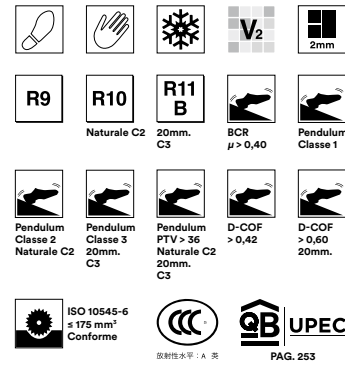 V2
2mm
R9
R10
R11
B
Naturale C2
20mm.
C3
BCR
μ > 0,40
Pendulum
Classe 1
Pendulum
Classe 2
Naturale C2
Pendulum
Classe 3
20mm.
C3
Pendulum
PTV > 36
Naturale C2
20mm.
C3
D-COF
> 0,42
D-COF
> 0,60
20mm.
ISO 10545-6
≤ 175 mm³
Conforme
CCC
放射性水平：A 类
QB UPEC
PAG. 253